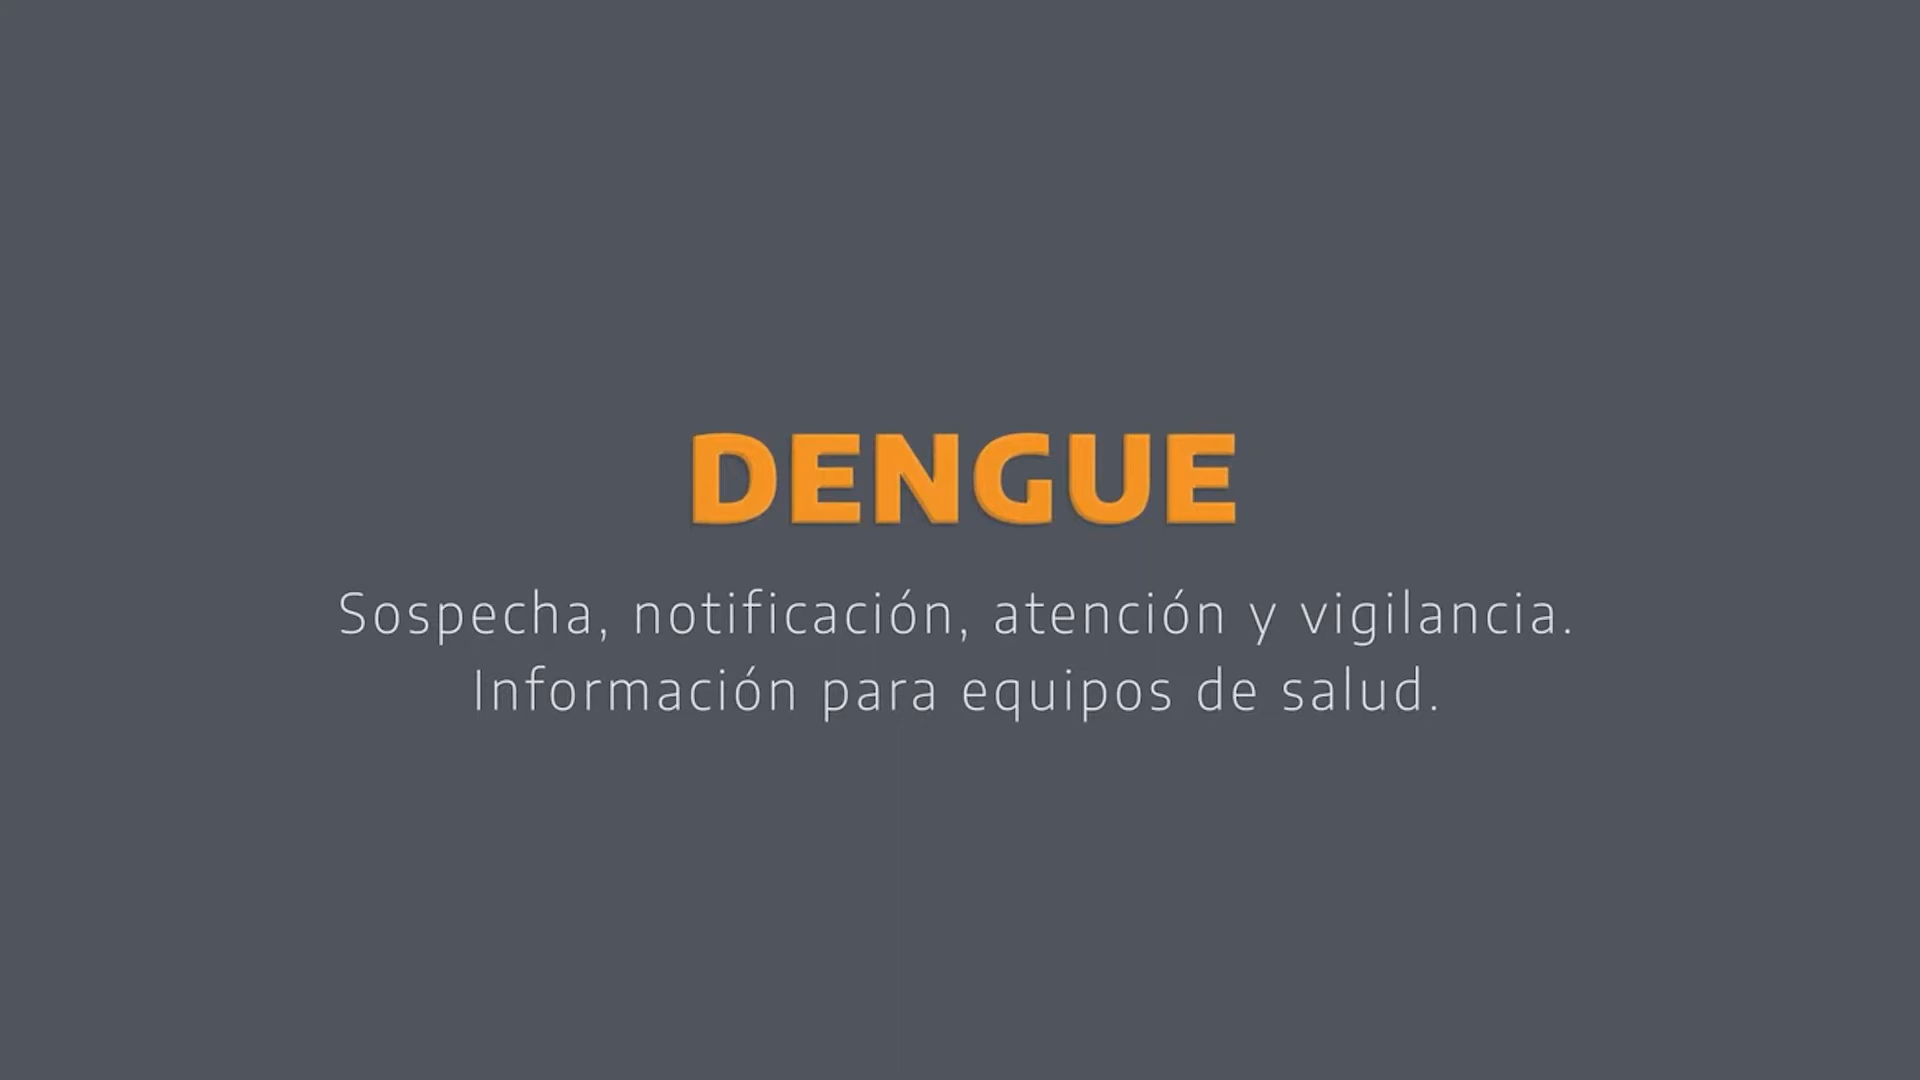 DENGUE
Sospecha, notificación, atención y vigilancia.
Información para equipos de salud.